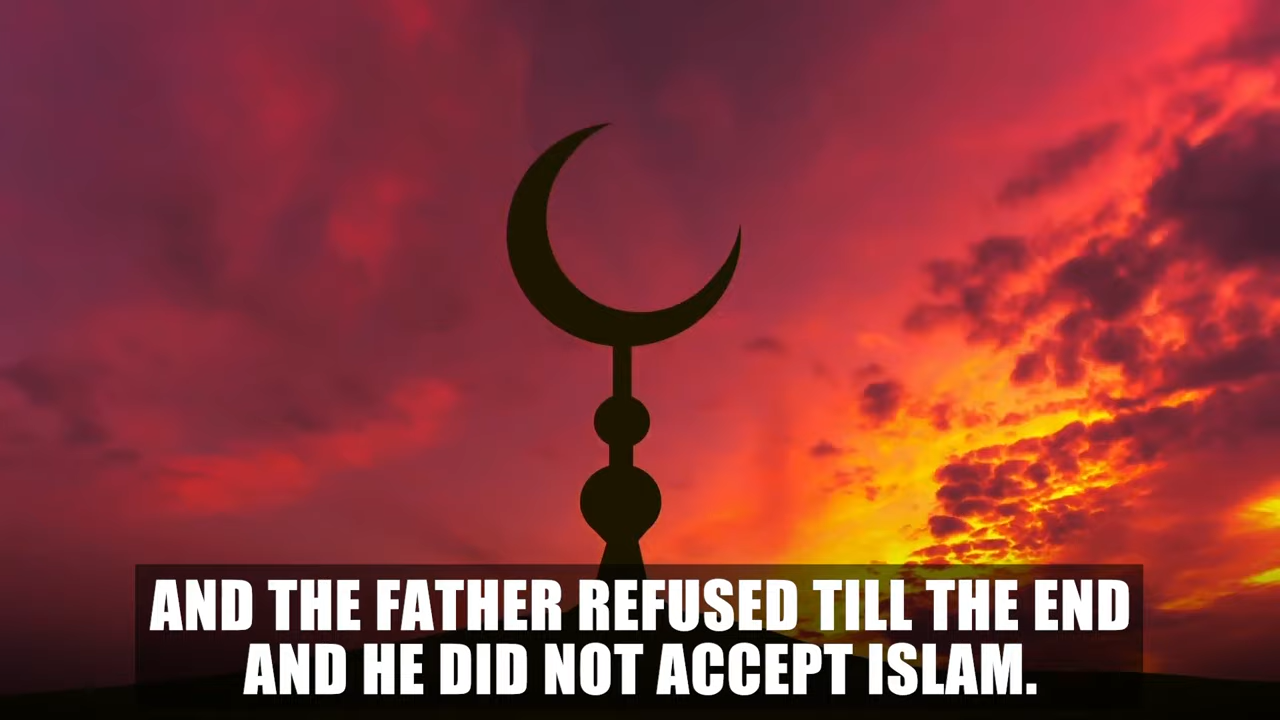 AND THE FATHER REFUSED TILL THE END
AND HE DID NOT ACCEPT ISLAM.